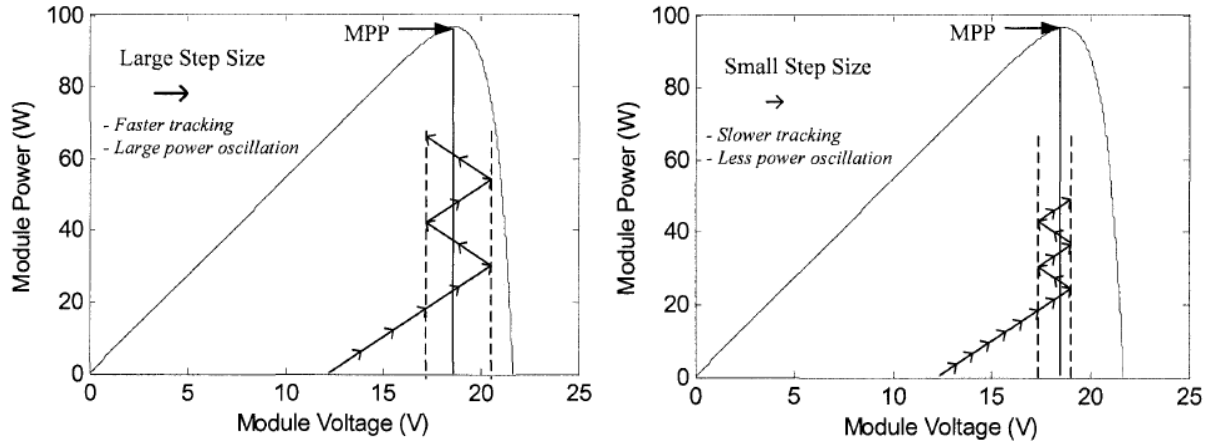 100
80
60
40
20
0
Module Power (W)
MPP
Large Step Size
- Faster tracking
- Large power oscillation
0 5 10 15 20 25
Module Voltage (V)
100
80
60
40
20
0
Module Power (W)
MPP
Small Step Size
- Slower tracking
- Less power oscillation
0 5 10 15 20 25
Module Voltage (V)